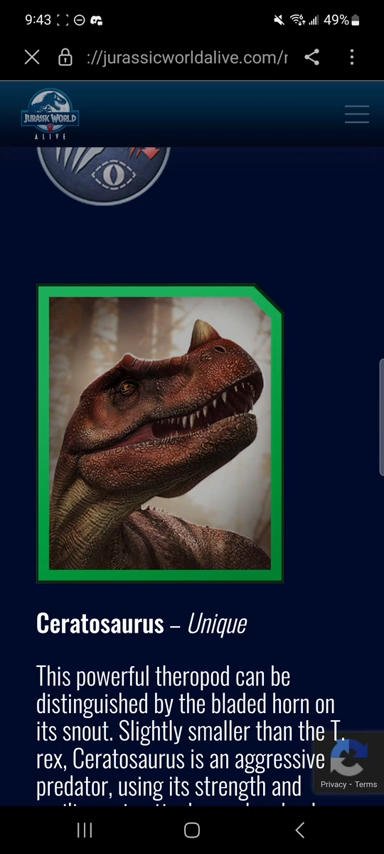 9:43
49%
://jurassicworldalive.com/r
JURASSIC WORLD
ALIVE
Ceratosaurus – Unique
This powerful theropod can be
distinguished by the bladed horn on
its snout. Slightly smaller than the T.
rex, Ceratosaurus is an aggressive
predator, using its strength and
Privacy - Terms